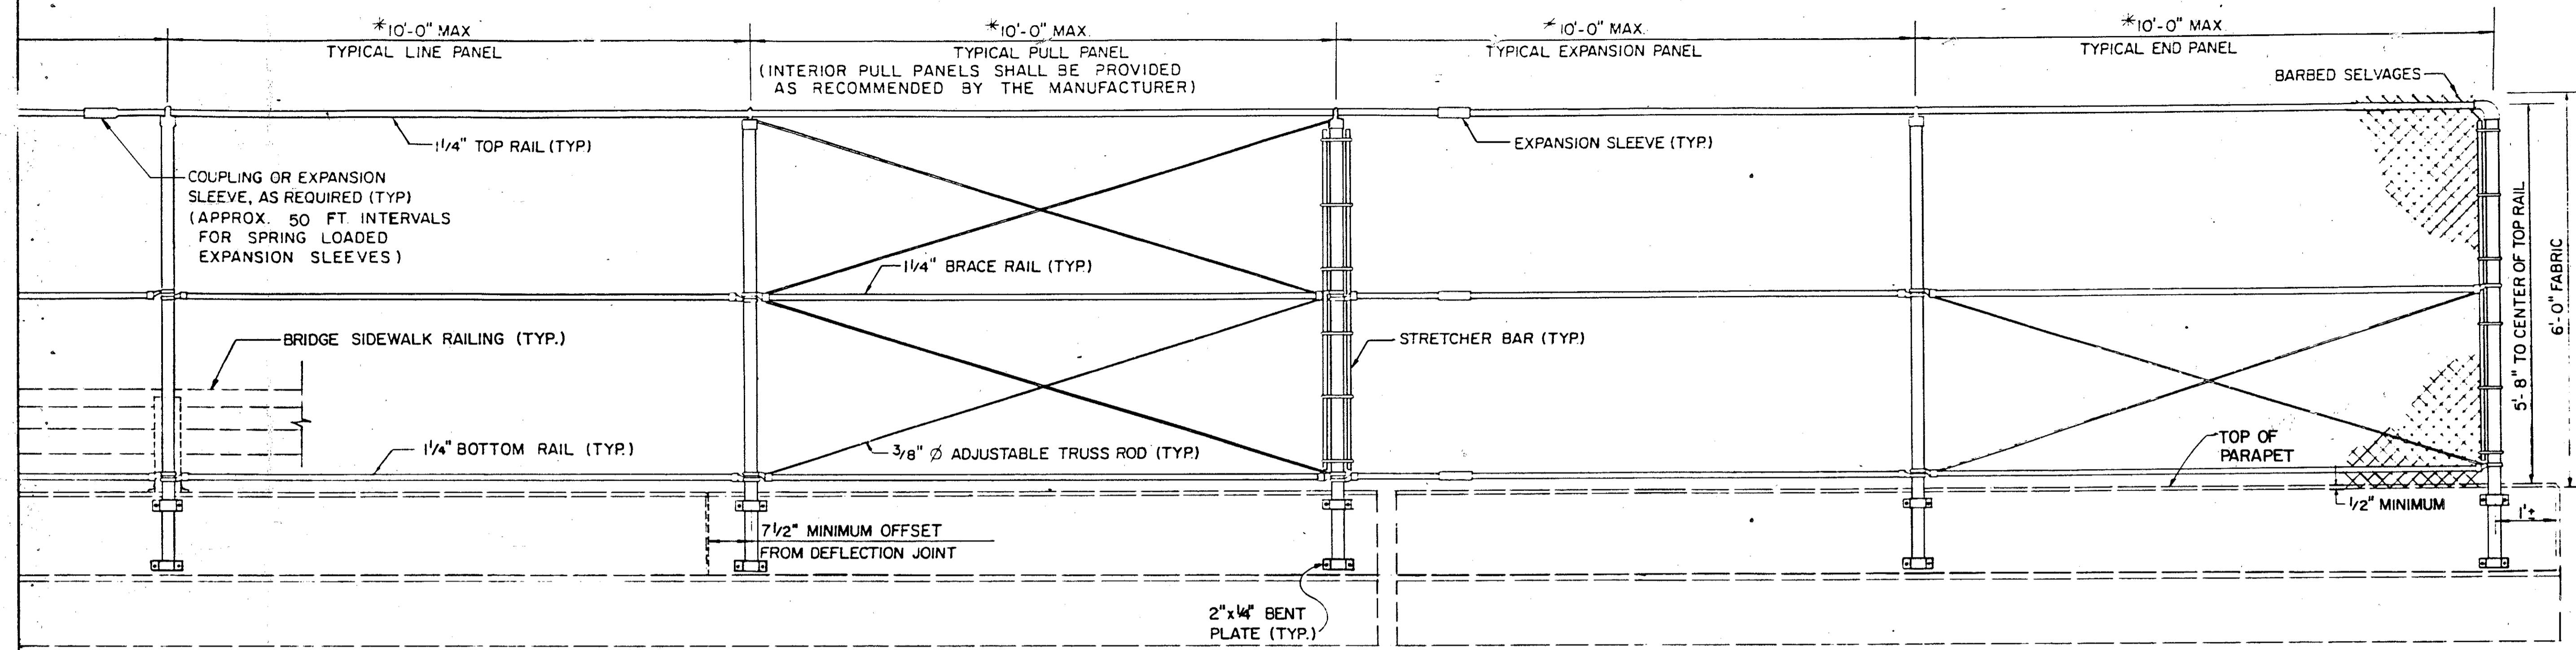 *10'-0" MAX
TYPICAL LINE PANEL
*10'-0" MAX.
TYPICAL PULL PANEL
(INTERIOR PULL PANELS SHALL BE PROVIDED
AS RECOMMENDED BY THE MANUFACTURER)
*10'-0" MAX.
TYPICAL EXPANSION PANEL
*10'-0" MAX.
TYPICAL END PANEL
BARBED SELVAGES
1 1/4" TOP RAIL (TYP)
EXPANSION SLEEVE (TYP.)
COUPLING OR EXPANSION
SLEEVE, AS REQUIRED (TYP)
(APPROX. 50 FT. INTERVALS
FOR SPRING LOADED
EXPANSION SLEEVES)
1 1/4" BRACE RAIL (TYP.)
BRIDGE SIDEWALK RAILING (TYP.)
STRETCHER BAR (TYP.)
5'-8" TO CENTER OF TOP RAIL
6'-0" FABRIC
1 1/4" BOTTOM RAIL (TYP.)
3/8" Ø ADJUSTABLE TRUSS ROD (TYP.)
TOP OF
PARAPET
1/2" MINIMUM
1'±
7 1/2" MINIMUM OFFSET
FROM DEFLECTION JOINT
2"x1/4" BENT
PLATE (TYP.)